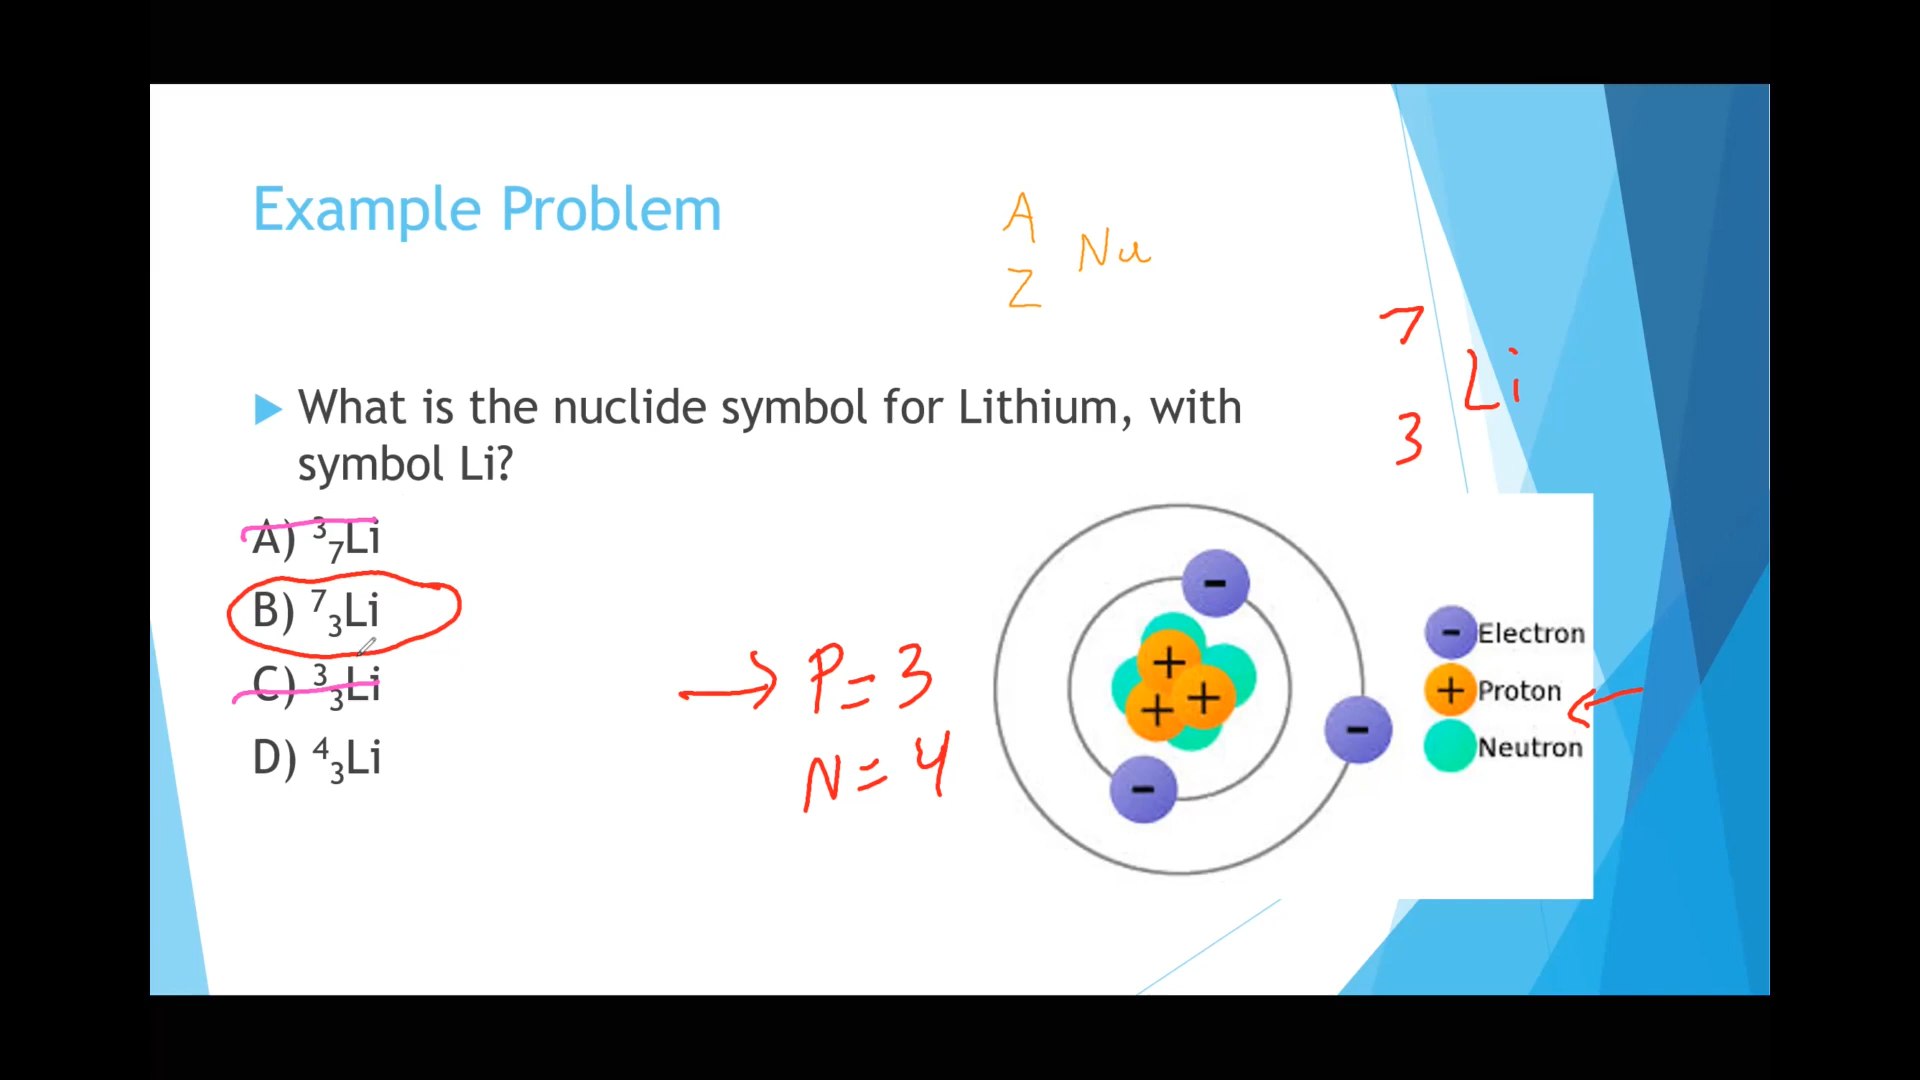 Example Problem
A
Z Nu
7
3 Li
What is the nuclide symbol for Lithium, with
symbol Li?
A) ³₇Li
B) ⁷₃Li
C) ³₃Li
D) ⁴₃Li
→ P = 3
N = 4
+
+
+
-
-
-
- Electron
+ Proton
Neutron